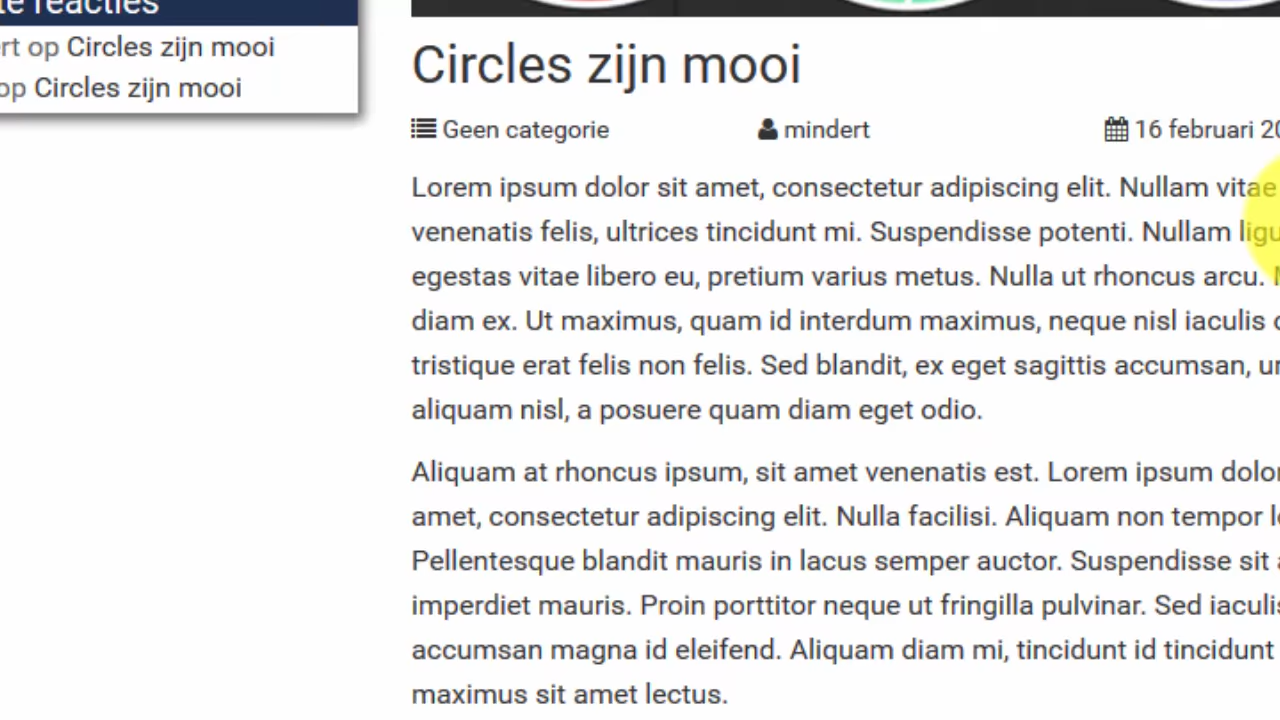 te reacties
rt op Circles zijn mooi
op Circles zijn mooi
Circles zijn mooi
Geen categorie mindert 16 februari 20
Lorem ipsum dolor sit amet, consectetur adipiscing elit. Nullam vitae
venenatis felis, ultrices tincidunt mi. Suspendisse potenti. Nullam ligu
egestas vitae libero eu, pretium varius metus. Nulla ut rhoncus arcu.
diam ex. Ut maximus, quam id interdum maximus, neque nisl iaculis
tristique erat felis non felis. Sed blandit, ex eget sagittis accumsan, ur
aliquam nisl, a posuere quam diam eget odio.
Aliquam at rhoncus ipsum, sit amet venenatis est. Lorem ipsum dolor
amet, consectetur adipiscing elit. Nulla facilisi. Aliquam non tempor l
Pellentesque blandit mauris in lacus semper auctor. Suspendisse sit a
imperdiet mauris. Proin porttitor neque ut fringilla pulvinar. Sed iaculis
accumsan magna id eleifend. Aliquam diam mi, tincidunt id tincidunt
maximus sit amet lectus.